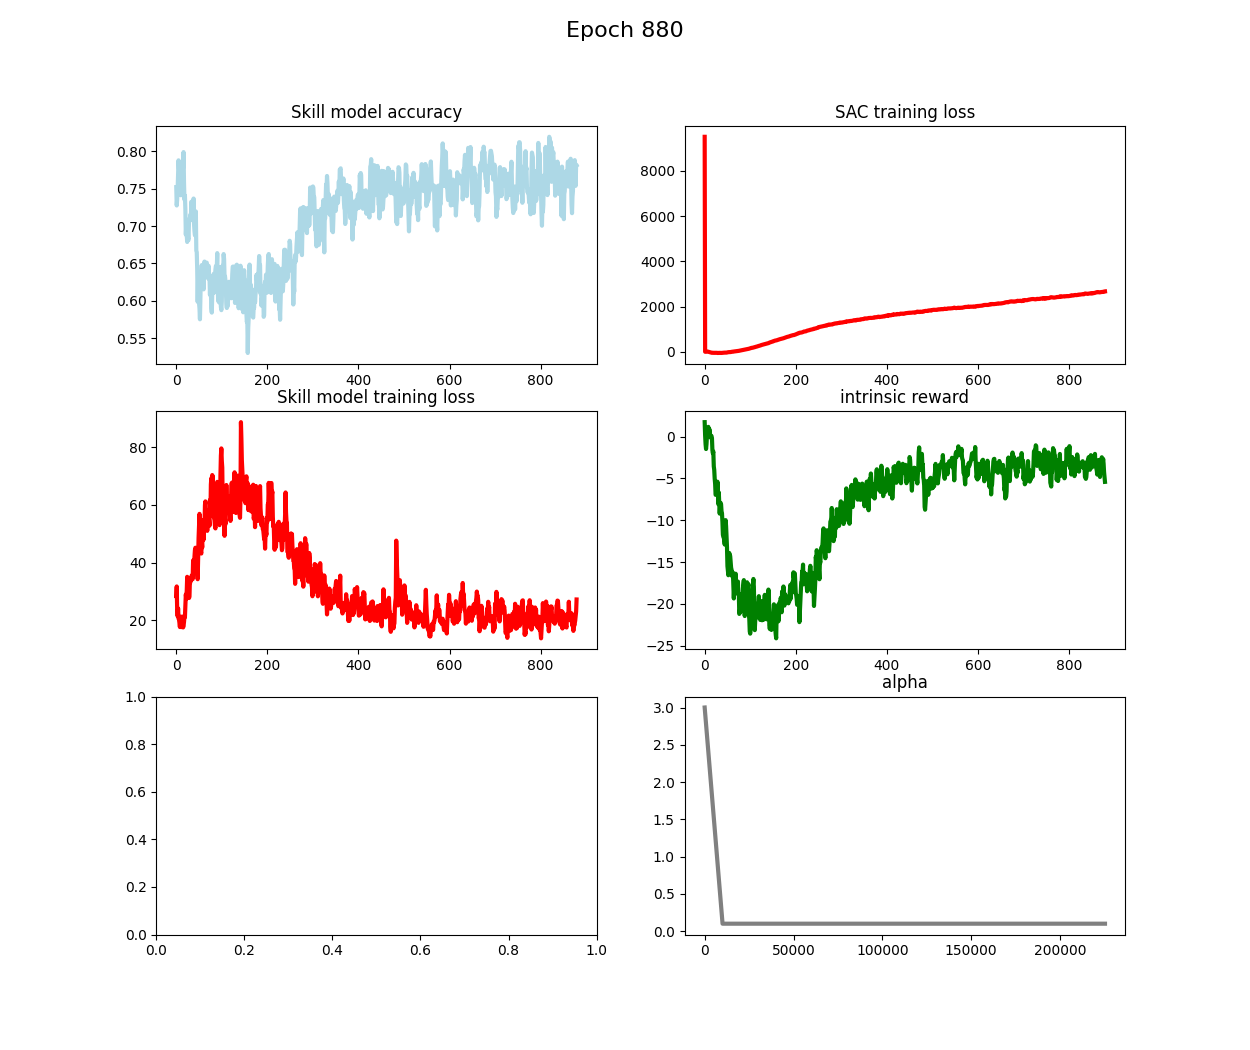 Epoch 880
Skill model accuracy
0.80
0.75
0.70
0.65
0.60
0.55
0 200 400 600 800
SAC training loss
8000
6000
4000
2000
0
0 200 400 600 800
Skill model training loss
80
60
40
20
0 200 400 600 800
intrinsic reward
0
−5
−10
−15
−20
−25
0 200 400 600 800
1.0
0.8
0.6
0.4
0.2
0.0
0.0 0.2 0.4 0.6 0.8 1.0
alpha
3.0
2.5
2.0
1.5
1.0
0.5
0.0
0 50000 100000 150000 200000